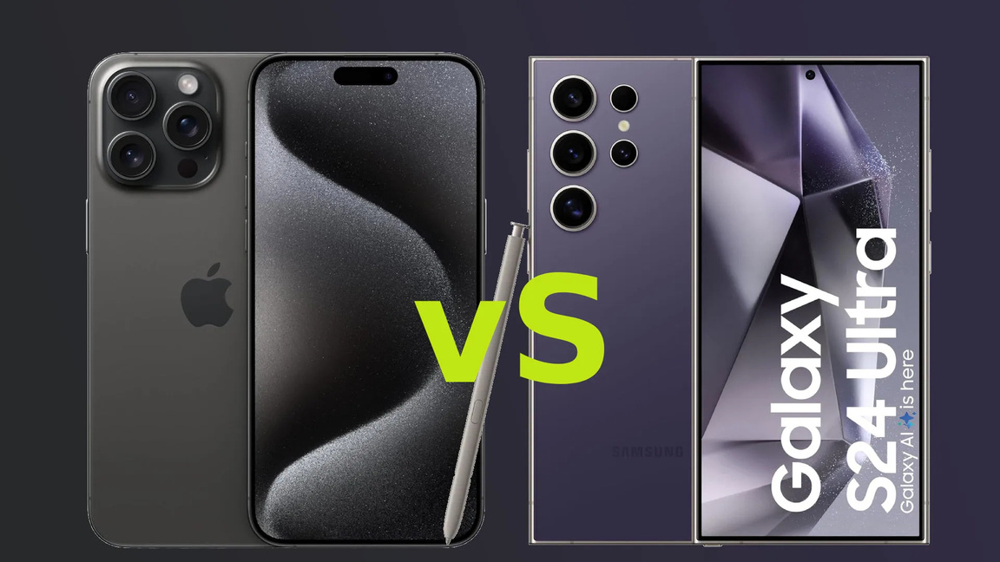 vS
SAMSUNG
Galaxy
S24 Ultra
Galaxy AI is here